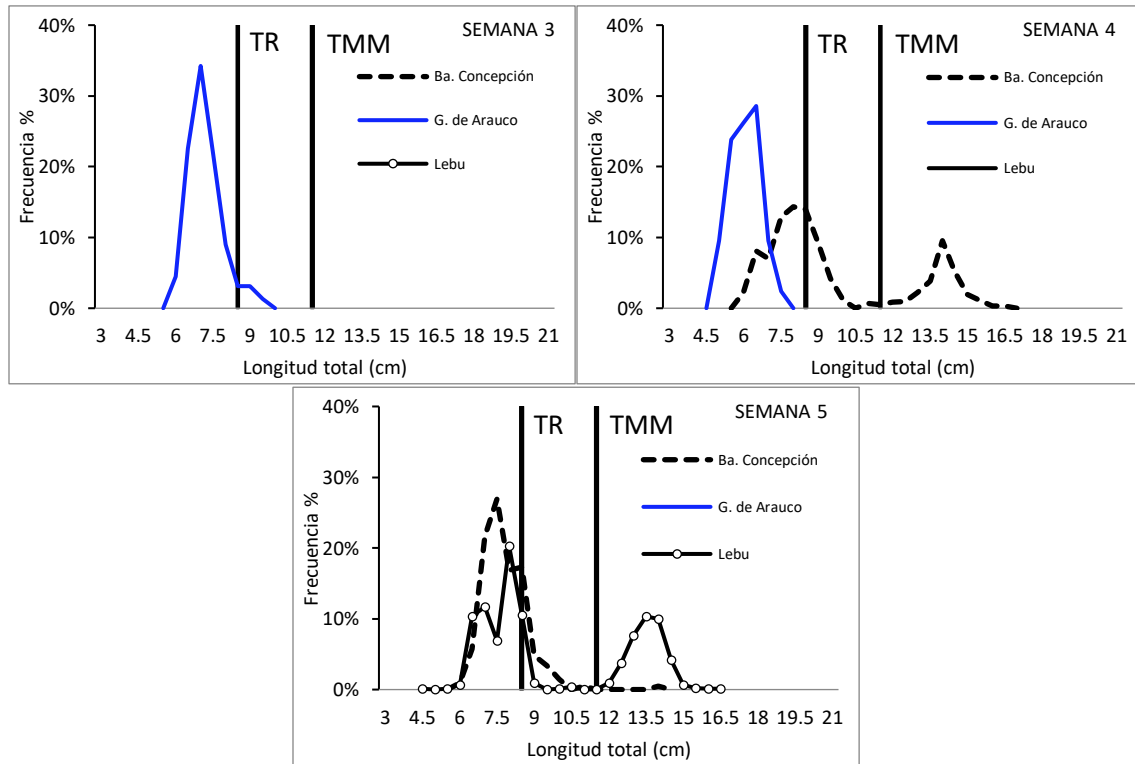 SEMANA 3
TR
TMM
Ba. Concepción
G. de Arauco
Lebu
Frecuencia %
40%
30%
20%
10%
0%
3 4.5 6 7.5 9 10.5 12 13.5 15 16.5 18 19.5 21
Longitud total (cm)
SEMANA 4
TR
TMM
Ba. Concepción
G. de Arauco
Lebu
Frecuencia %
40%
30%
20%
10%
0%
3 4.5 6 7.5 9 10.5 12 13.5 15 16.5 18 19.5 21
Longitud total (cm)
SEMANA 5
TR
TMM
Ba. Concepción
G. de Arauco
Lebu
Frecuencia %
40%
30%
20%
10%
0%
3 4.5 6 7.5 9 10.5 12 13.5 15 16.5 18 19.5 21
Longitud total (cm)